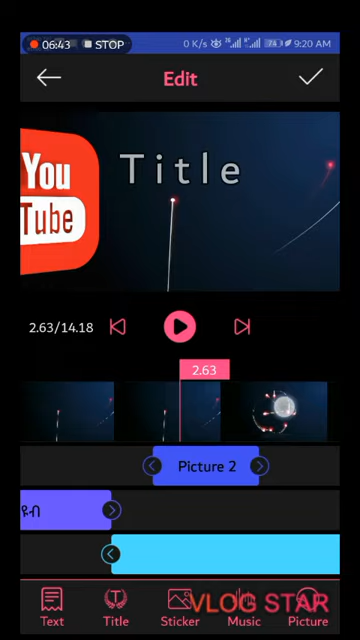 06:43 STOP 0 K/s 9:20 AM
Edit
You
Tube
Title
2.63/14.18
2.63
Picture 2
ዩብ
VLOG STAR
Text Title Sticker Music Picture